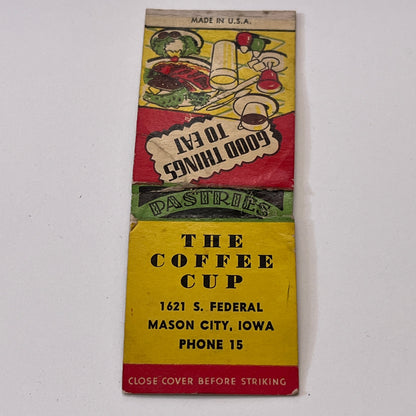 MADE IN U.S.A.
GOOD THINGS
TO EAT
PASTRIES
THE
COFFEE
CUP
1621 S. FEDERAL
MASON CITY, IOWA
PHONE 15
CLOSE COVER BEFORE STRIKING